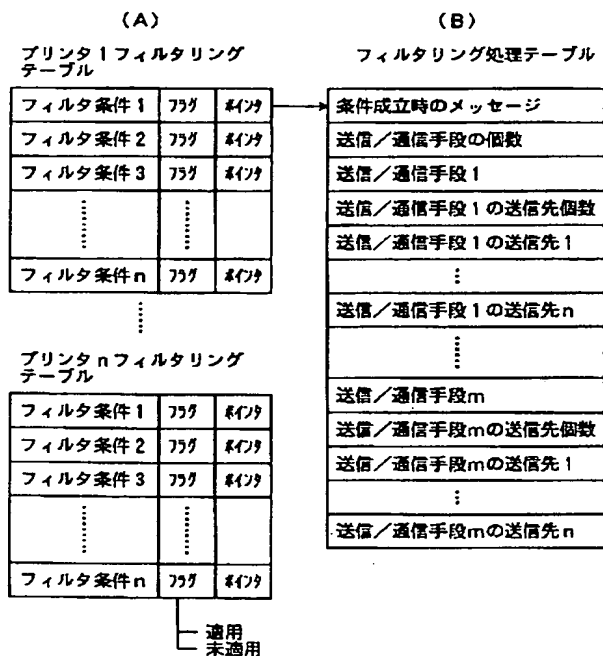 (A)
プリンタ1フィルタリング
テーブル
フィルタ条件1 フラグ ポインタ
フィルタ条件2 フラグ ポインタ
フィルタ条件3 フラグ ポインタ
フィルタ条件n フラグ ポインタ
プリンタnフィルタリング
テーブル
フィルタ条件1 フラグ ポインタ
フィルタ条件2 フラグ ポインタ
フィルタ条件3 フラグ ポインタ
フィルタ条件n フラグ ポインタ
適用
未適用
(B)
フィルタリング処理テーブル
条件成立時のメッセージ
送信/通信手段の個数
送信/通信手段1
送信/通信手段1の送信先個数
送信/通信手段1の送信先1
送信/通信手段1の送信先n
送信/通信手段m
送信/通信手段mの送信先個数
送信/通信手段mの送信先1
送信/通信手段mの送信先n